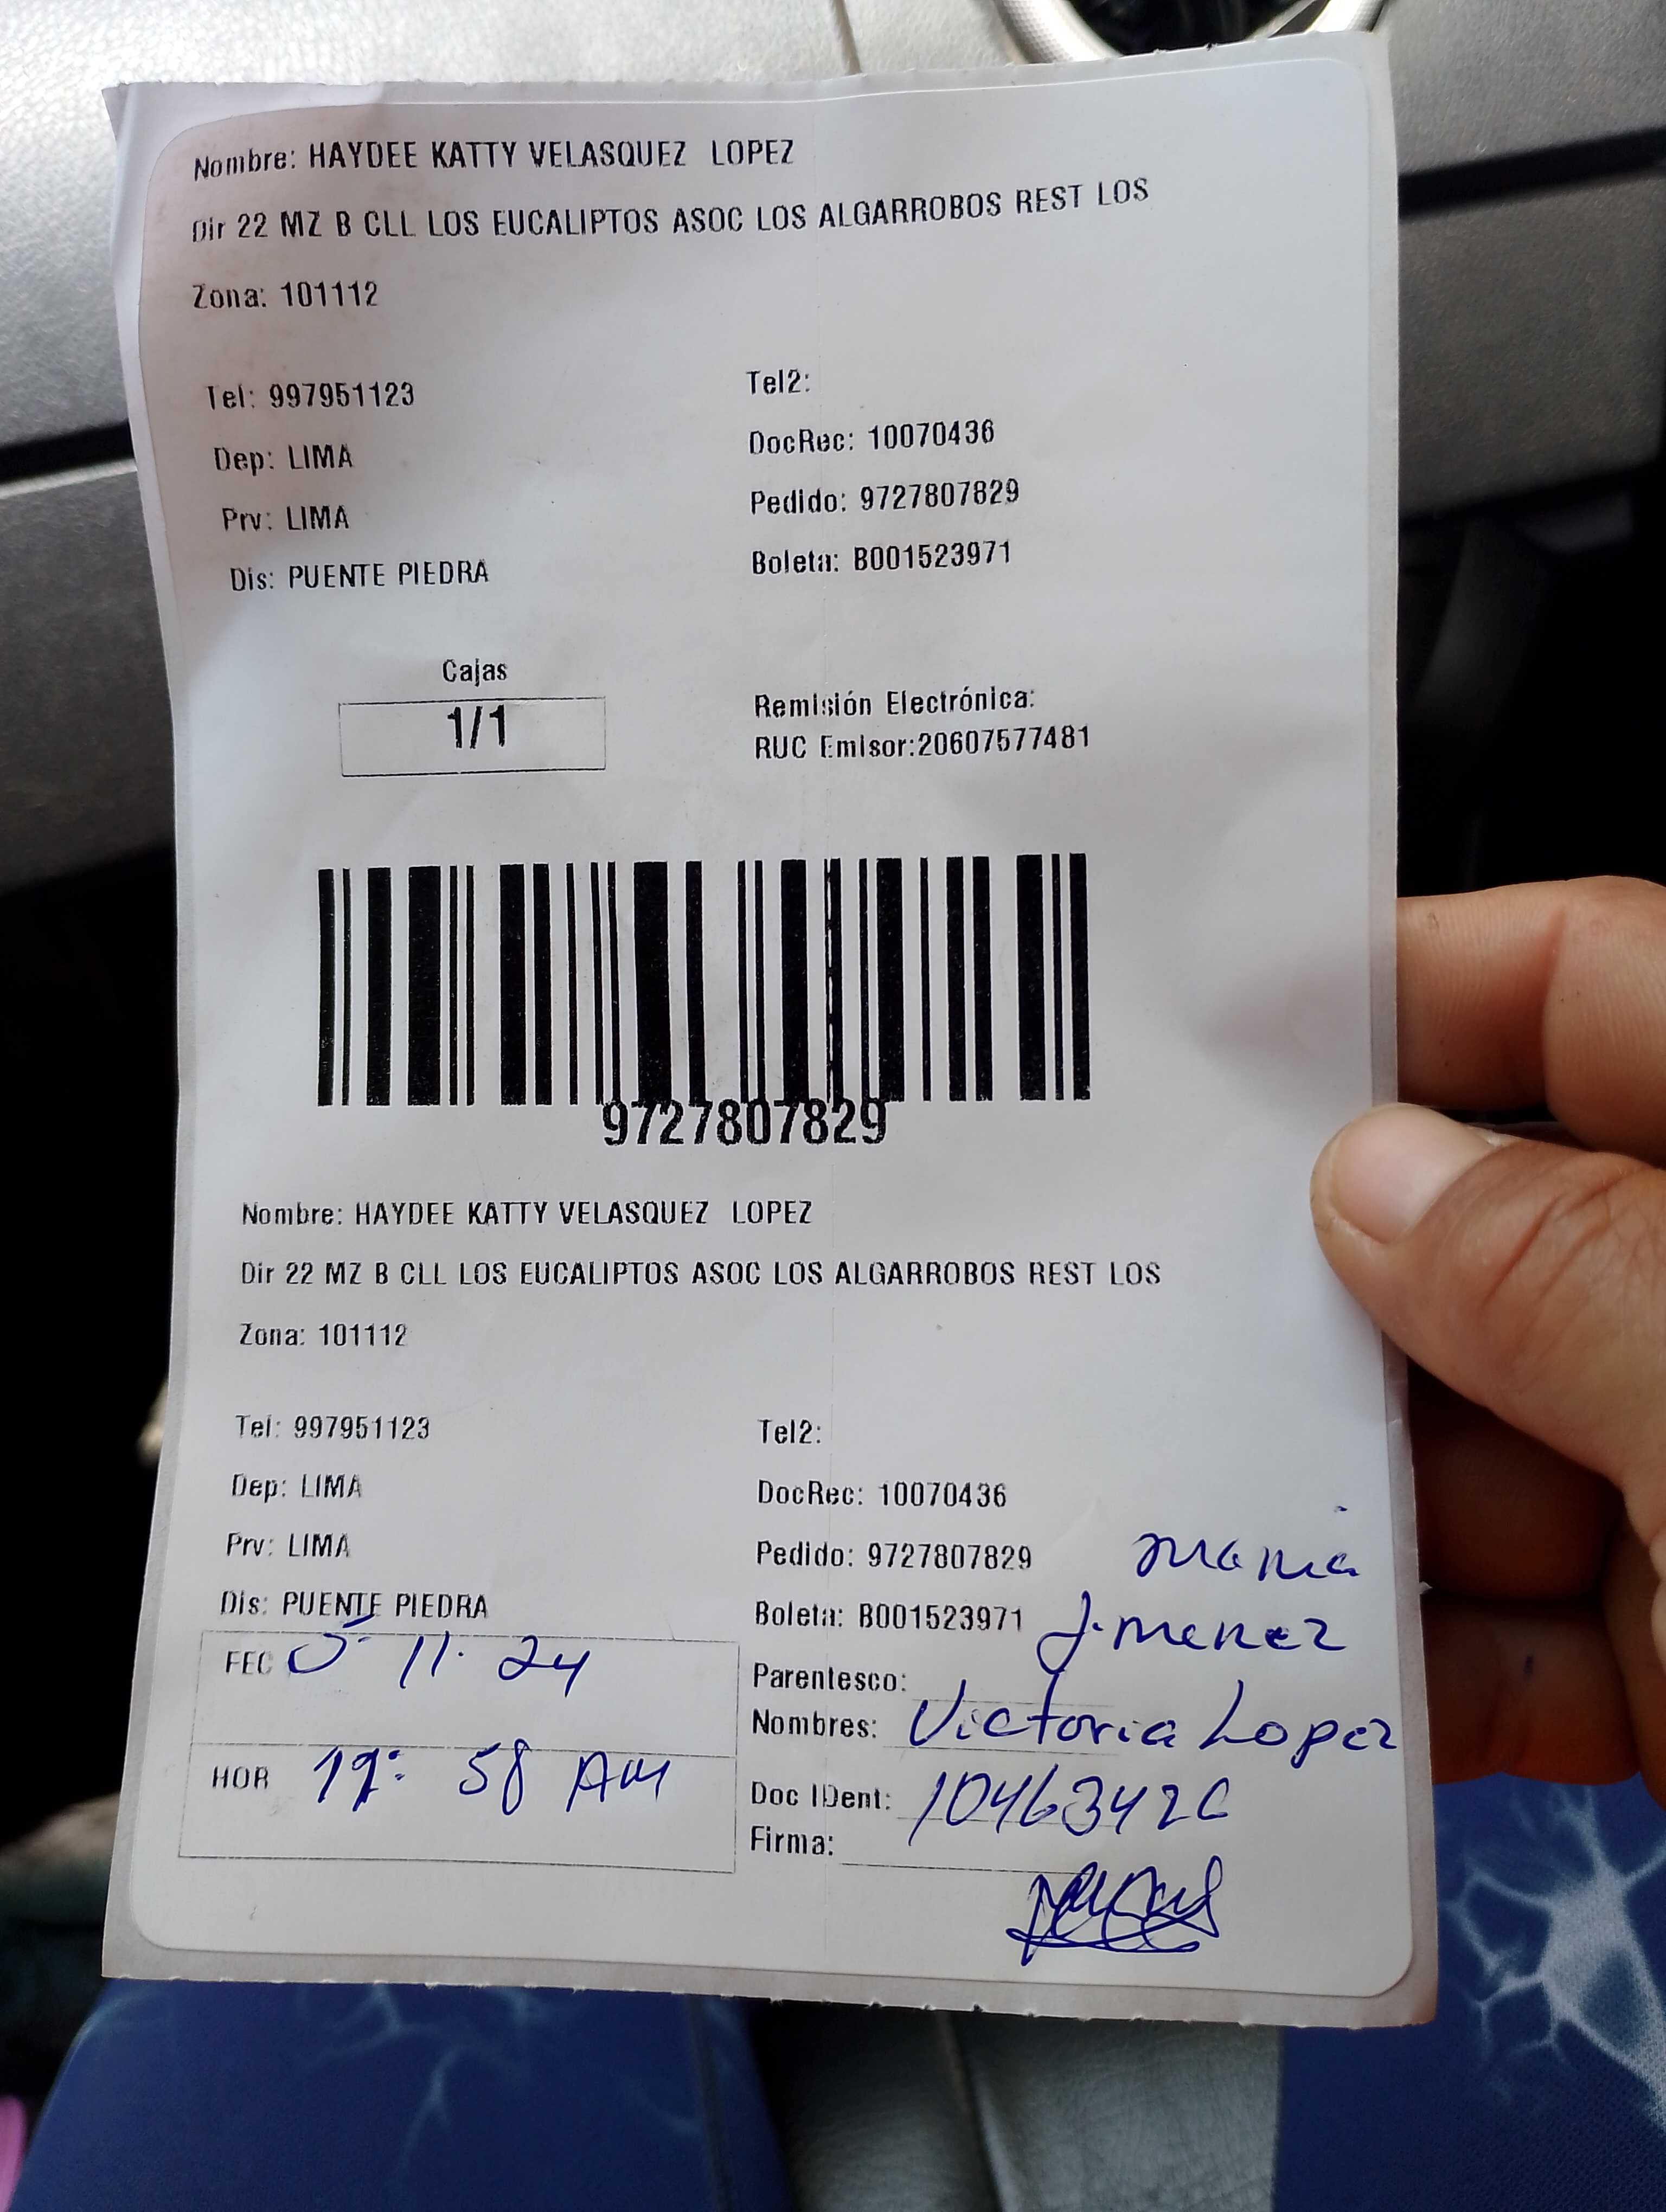 Nombre: HAYDEE KATTY VELASQUEZ LOPEZ
Dir 22 MZ B CLL LOS EUCALIPTOS ASOC LOS ALGARROBOS REST LOS
Zona: 101112
Tel: 997951123
Tel2:
Dep: LIMA
DocRec: 10070436
Prv: LIMA
Pedido: 9727807829
Dis: PUENTE PIEDRA
Boleta: B001523971
Cajas
1/1
Remisión Electrónica:
RUC Emisor:20607577481
9727807829
Nombre: HAYDEE KATTY VELASQUEZ LOPEZ
Dir 22 MZ B CLL LOS EUCALIPTOS ASOC LOS ALGARROBOS REST LOS
Zona: 101112
Tel: 997951123
Tel2:
Dep: LIMA
DocRec: 10070436
Prv: LIMA
Pedido: 9727807829
maria
Dis: PUENTE PIEDRA
Boleta: B001523971
Jimenez
FEC 5 11. 24
Parentesco:
Nombres: Victoria Lopez
HOR : 58 AM
Doc IDent:
Firma: